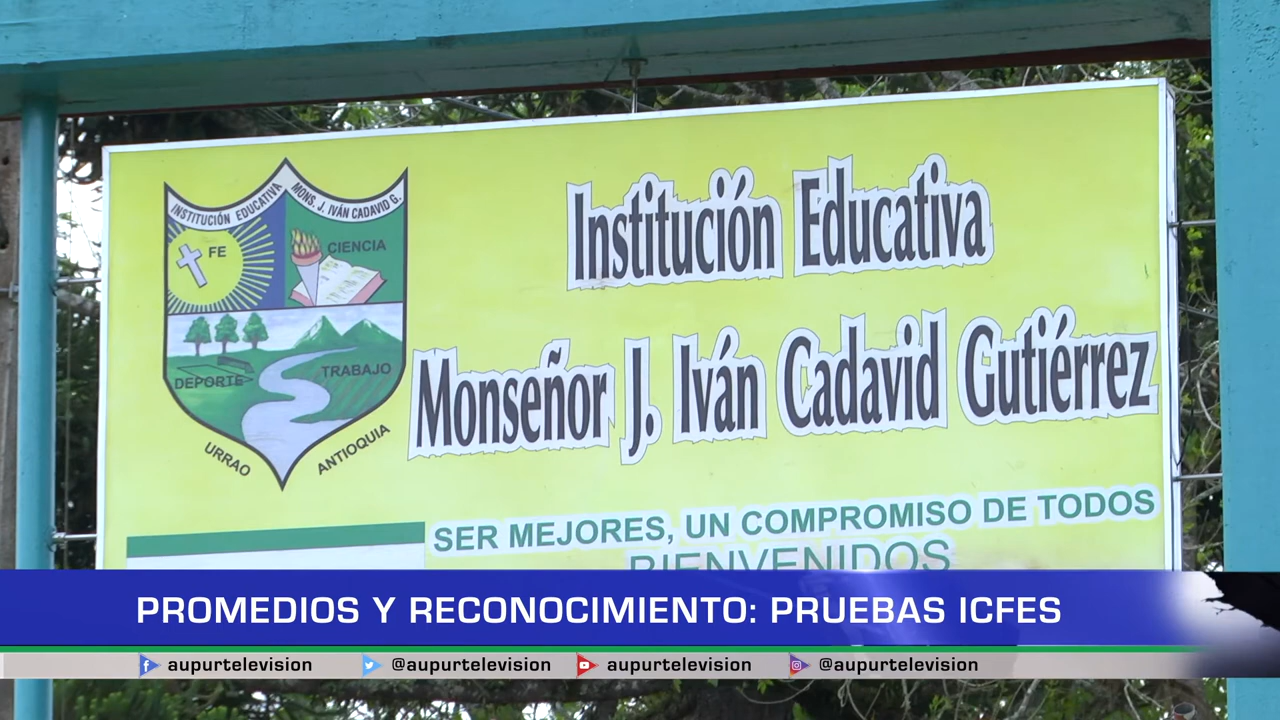 INSTITUCIÓN EDUCATIVA MONS. J. IVÁN CADAVID G.
FE
CIENCIA
DEPORTE
TRABAJO
URRAO ANTIOQUIA
Institución Educativa
Monseñor J. Iván Cadavid Gutiérrez
SER MEJORES, UN COMPROMISO DE TODOS
BIENVENIDOS
PROMEDIOS Y RECONOCIMIENTO: PRUEBAS ICFES
aupurtelevision @aupurtelevision aupurtelevision @aupurtelevision